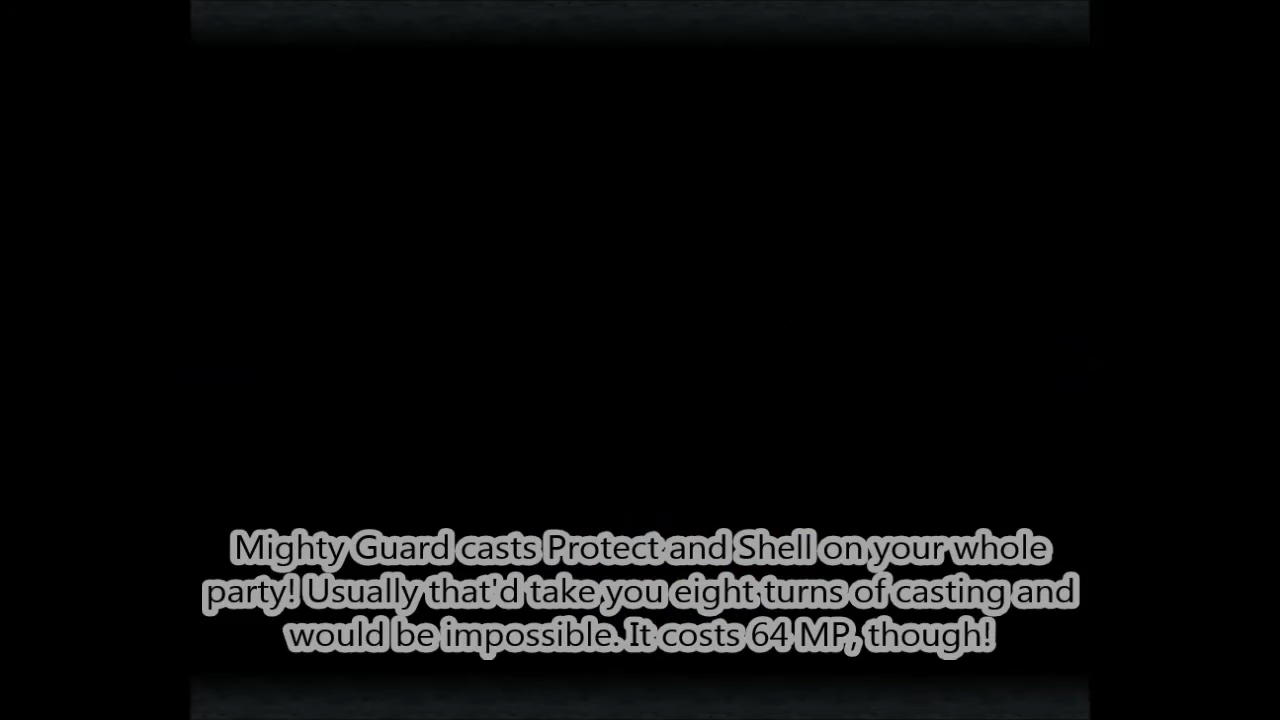 Mighty Guard casts Protect and Shell on your whole
party! Usually that'd take you eight turns of casting and
would be impossible. It costs 64 MP, though!